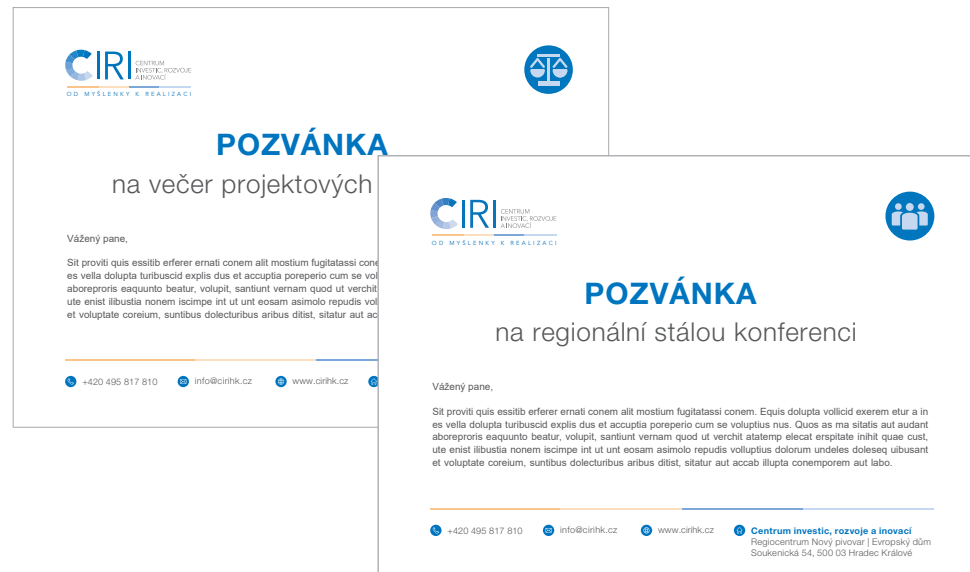 CIRI CENTRUM
INVESTIC, ROZVOJE
A INOVACÍ
OD MYŠLENKY K REALIZACI
POZVÁNKA
na večer projektových
Vážený pane,
Sit proviti quis essitib erferer ernati conem alit mostium fugitatassi cone
es vella dolupta turibuscid explis dus et accuptia poreperio cum se vol
aboreproris eaquunto beatur, volupit, santiunt vernam quod ut verchit
ute enist ilibustia nonem iscimpe int ut unt eosam asimolo repudis vol
et voluptate coreium, suntibus dolecturibus aribus ditist, sitatur aut ac
+420 495 817 810 info@cirihk.cz www.cirihk.cz
CIRI CENTRUM
INVESTIC, ROZVOJE
A INOVACÍ
OD MYŠLENKY K REALIZACI
POZVÁNKA
na regionální stálou konferenci
Vážený pane,
Sit proviti quis essitib erferer ernati conem alit mostium fugitatassi conem. Equis dolupta vollicid exerem etur a in
es vella dolupta turibuscid explis dus et accuptia poreperio cum se voluptius nus. Quos as ma sitatis aut audant
aboreproris eaquunto beatur, volupit, santiunt vernam quod ut verchit atatemp elecat erspitate inihit quae cust,
ute enist ilibustia nonem iscimpe int ut unt eosam asimolo repudis volluptius dolorum undeles doleseq uibusant
et voluptate coreium, suntibus dolecturibus aribus ditist, sitatur aut accab illupta conemporem aut labo.
+420 495 817 810 info@cirihk.cz www.cirihk.cz Centrum investic, rozvoje a inovací
Regiocentrum Nový pivovar | Evropský dům
Soukenická 54, 500 03 Hradec Králové